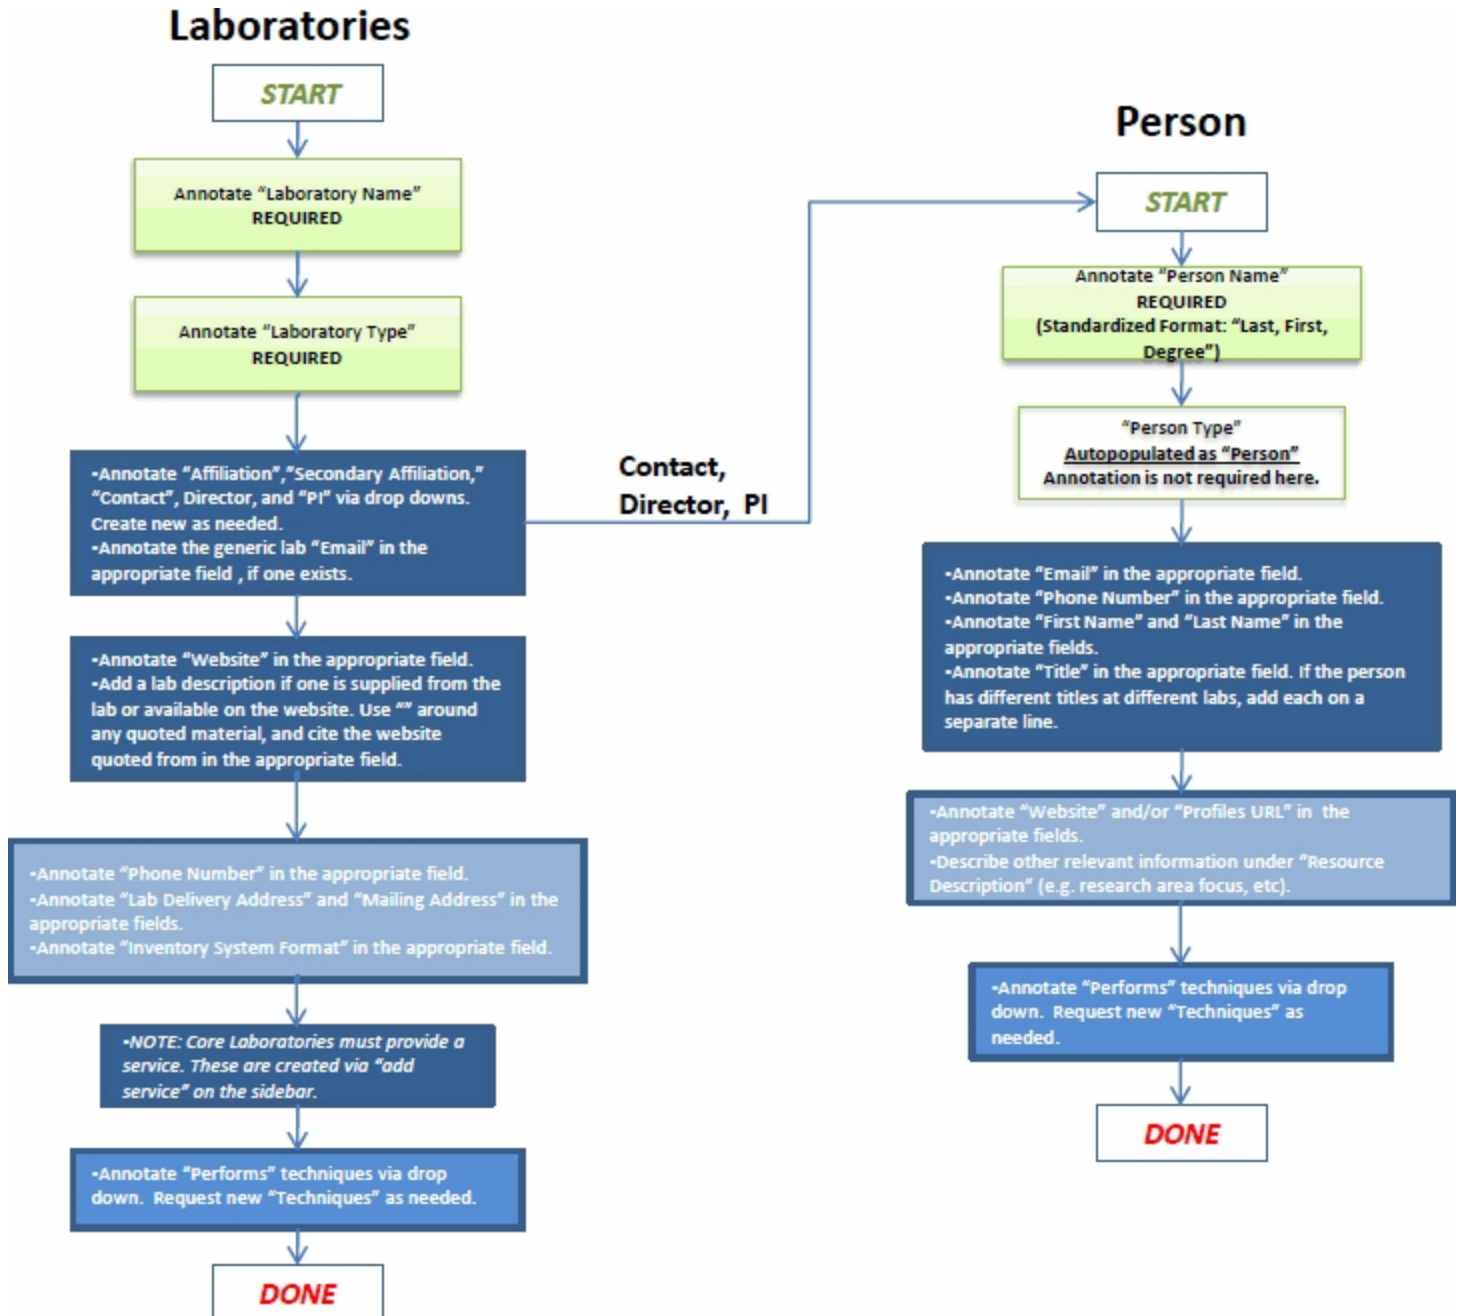 Laboratories
START
Annotate “Laboratory Name”
REQUIRED
Annotate “Laboratory Type”
REQUIRED
▪Annotate “Affiliation”,”Secondary Affiliation,”
“Contact”, Director, and “PI” via drop downs.
Create new as needed.
▪Annotate the generic lab “Email” in the
appropriate field , if one exists.
Contact,
Director, PI
▪Annotate “Website” in the appropriate field.
▪Add a lab description if one is supplied from the
lab or available on the website. Use “” around
any quoted material, and cite the website
quoted from in the appropriate field.
▪Annotate “Phone Number” in the appropriate field.
▪Annotate “Lab Delivery Address” and “Mailing Address” in the
appropriate fields.
▪Annotate “Inventory System Format” in the appropriate field.
▪NOTE: Core Laboratories must provide a
service. These are created via “add
service” on the sidebar.
▪Annotate “Performs” techniques via drop
down.  Request new “Techniques” as needed.
DONE
Person
START
Annotate “Person Name”
REQUIRED
(Standardized Format: “Last, First,
Degree”)
“Person Type”
Autopopulated as “Person”
Annotation is not required here.
▪Annotate “Email” in the appropriate field.
▪Annotate “Phone Number” in the appropriate field.
▪Annotate “First Name” and “Last Name” in the
appropriate fields.
▪Annotate “Title” in the appropriate field. If the person
has different titles at different labs, add each on a
separate line.
▪Annotate “Website” and/or “Profiles URL” in  the
appropriate fields.
▪Describe other relevant information under “Resource
Description” (e.g. research area focus, etc).
▪Annotate “Performs” techniques via drop
down.  Request new “Techniques” as
needed.
DONE